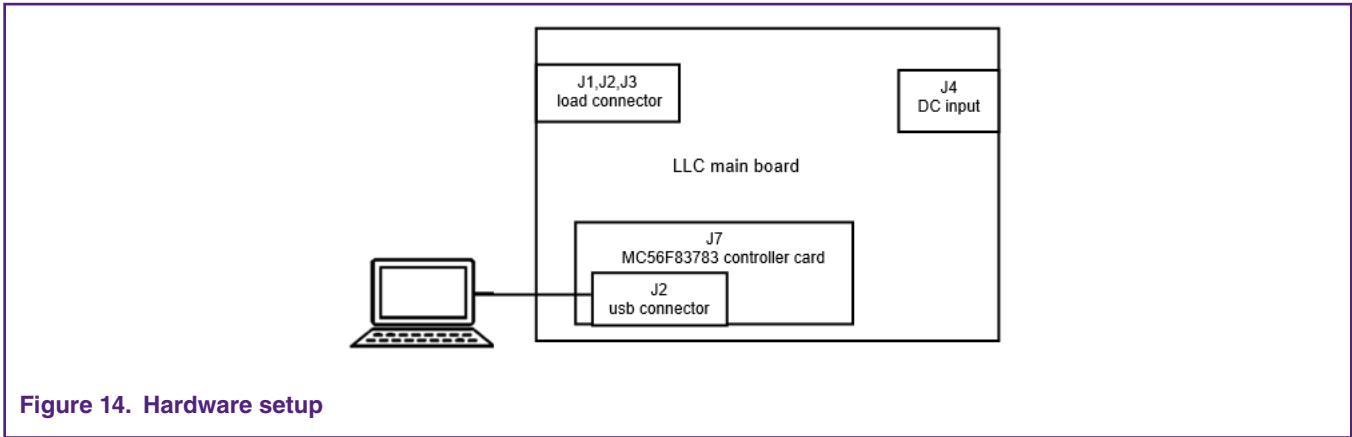 J1,J2,J3
load connector
J4
DC input
LLC main board
J7
MC56F83783 controller card
J2
usb connector
Figure 14. Hardware setup